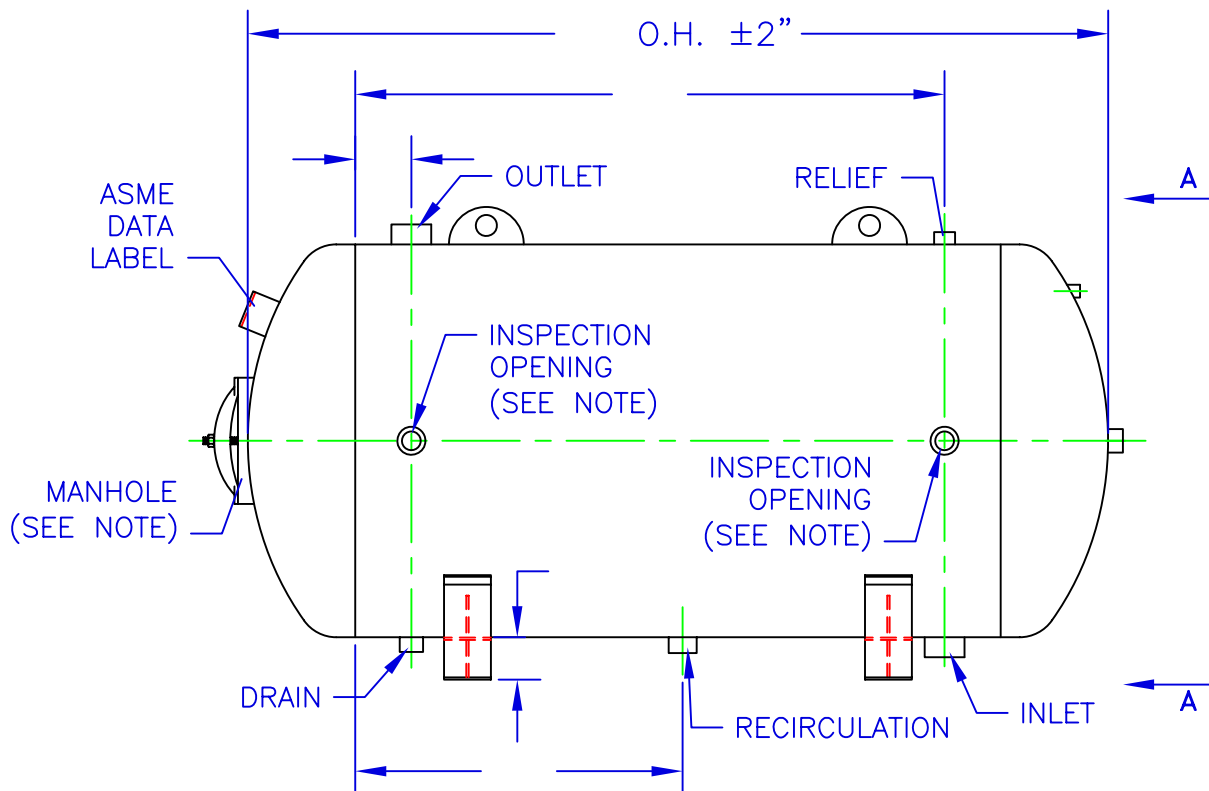 O.H. ±2”
OUTLET
RELIEF
A
ASME
DATA
LABEL
INSPECTION
OPENING
(SEE NOTE)
INSPECTION
OPENING
(SEE NOTE)
MANHOLE
(SEE NOTE)
DRAIN
RECIRCULATION
INLET
A